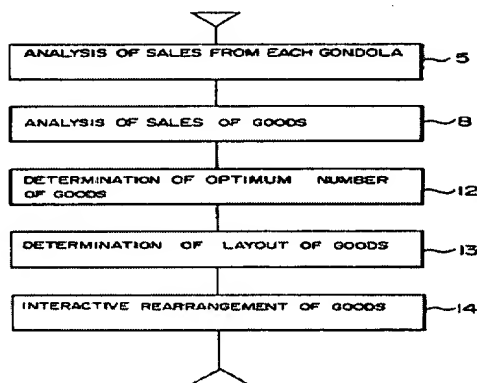 ANALYSIS OF SALES FROM EACH GONDOLA
5
ANALYSIS OF SALES OF GOODS
8
DETERMINATION OF OPTIMUM NUMBER
OF GOODS
12
DETERMINATION OF LAYOUT OF GOODS
13
INTERACTIVE REARRANGEMENT OF GOODS
14